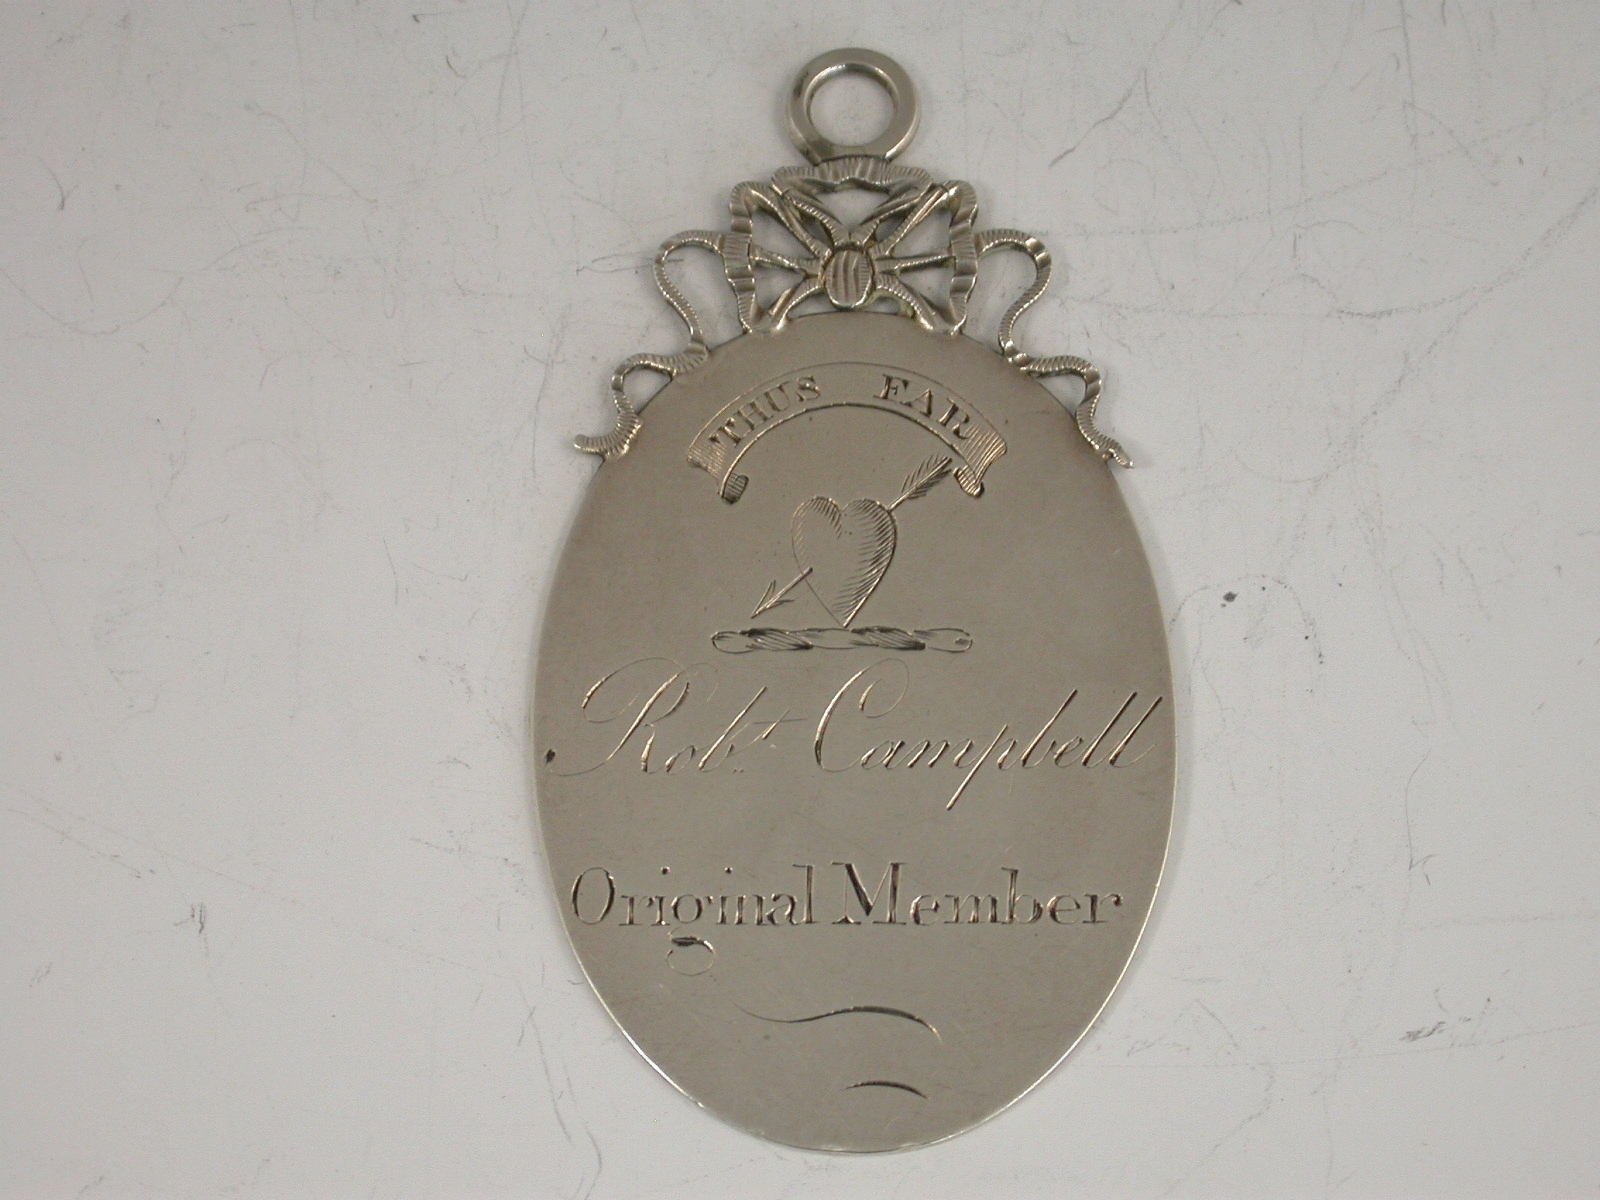 THUS FAR
Robt. Campbell
Original Member